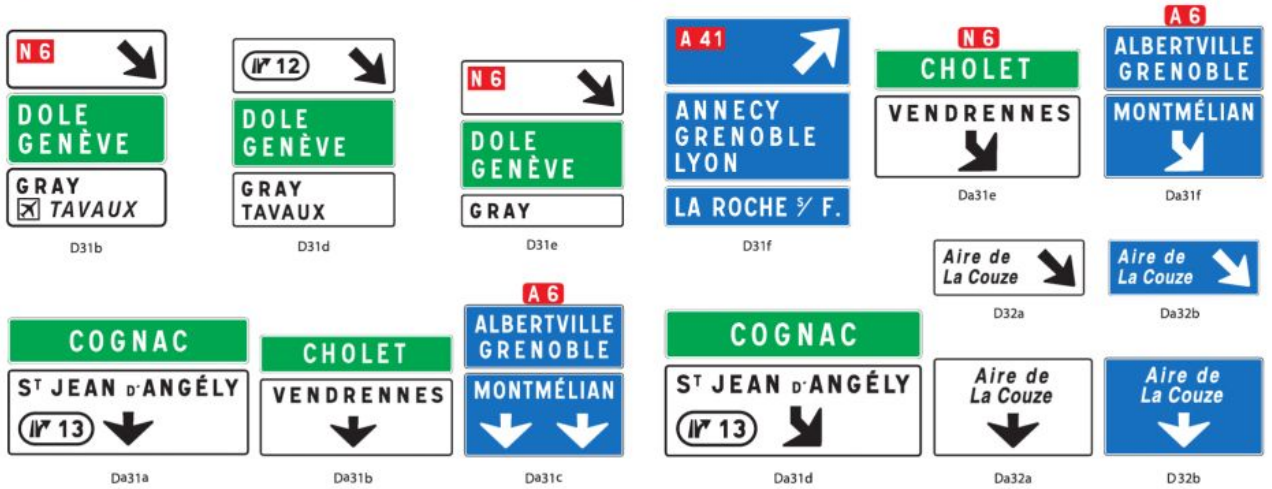 N 6
DOLE
GENÈVE
GRAY
TAVAUX
D31b
12
DOLE
GENÈVE
GRAY
TAVAUX
D31d
N 6
DOLE
GENÈVE
GRAY
D31e
A 41
ANNECY
GRENOBLE
LYON
LA ROCHE S/ F.
D31f
N 6
CHOLET
VENDRENNES
Da31e
A 6
ALBERTVILLE
GRENOBLE
MONTMÉLIAN
Da31f
Aire de
La Couze
D32a
Aire de
La Couze
Da32b
COGNAC
ST JEAN D'ANGÉLY
13
Da31a
CHOLET
VENDRENNES
Da31b
A 6
ALBERTVILLE
GRENOBLE
MONTMÉLIAN
Da31c
COGNAC
ST JEAN D'ANGÉLY
13
Da31d
Aire de
La Couze
Da32a
Aire de
La Couze
D32b